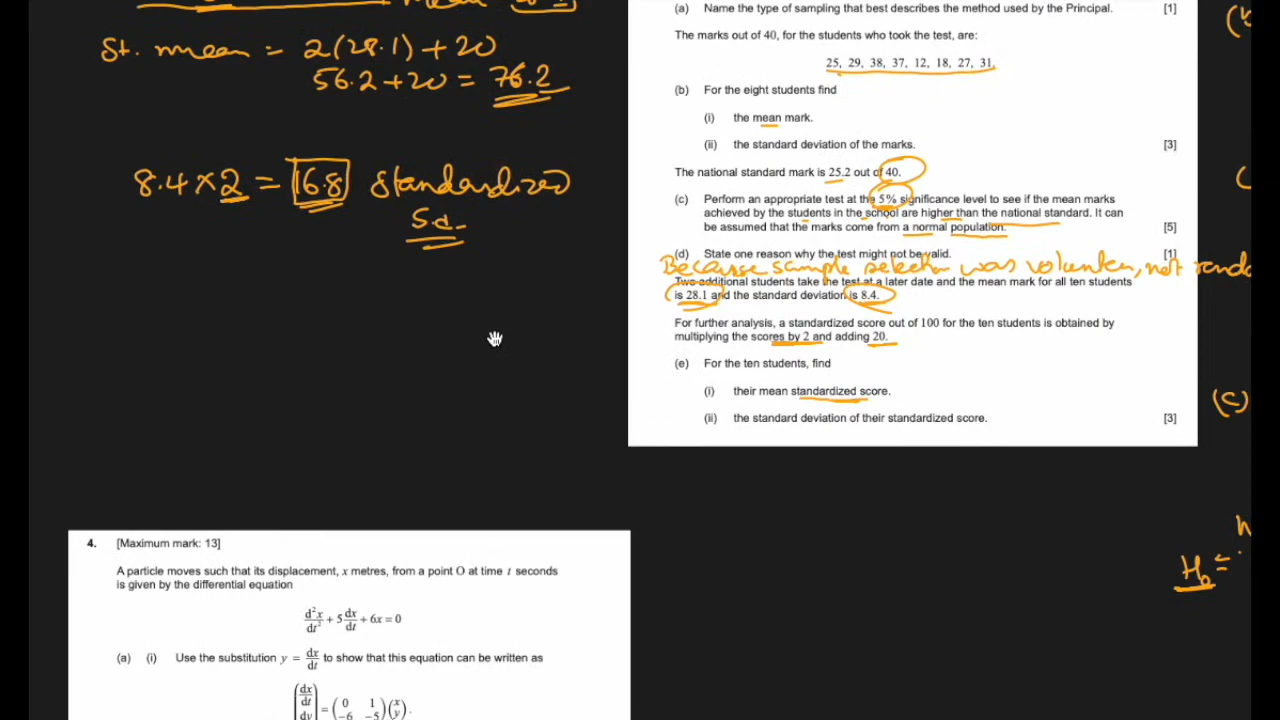 St. mean = 2(28.1) + 20
56.2 + 20 = 76.2
8.4 × 2 = 16.8 standardized
s.d.
(a) Name the type of sampling that best describes the method used by the Principal. [1]
The marks out of 40, for the students who took the test, are:
25, 29, 38, 37, 12, 18, 27, 31.
(b) For the eight students find
(i) the mean mark.
(ii) the standard deviation of the marks. [3]
The national standard mark is 25.2 out of 40.
(c) Perform an appropriate test at the 5% significance level to see if the mean marks
achieved by the students in the school are higher than the national standard. It can
be assumed that the marks come from a normal population. [5]
(d) State one reason why the test might not be valid. [1]
Because sample selection was volunteer, not
Two additional students take the test at a later date and the mean mark for all ten students
is 28.1 and the standard deviation is 8.4.
For further analysis, a standardized score out of 100 for the ten students is obtained by
multiplying the scores by 2 and adding 20.
(e) For the ten students, find
(i) their mean standardized score.
(ii) the standard deviation of their standardized score. [3]
(c)
H₀ =
4. [Maximum mark: 13]
A particle moves such that its displacement, x metres, from a point O at time t seconds
is given by the differential equation
d²x/dt² + 5 dx/dt + 6x = 0
(a) (i) Use the substitution y = dx/dt to show that this equation can be written as
(dx/dt dy = (0 1 −6 −5)(x y).